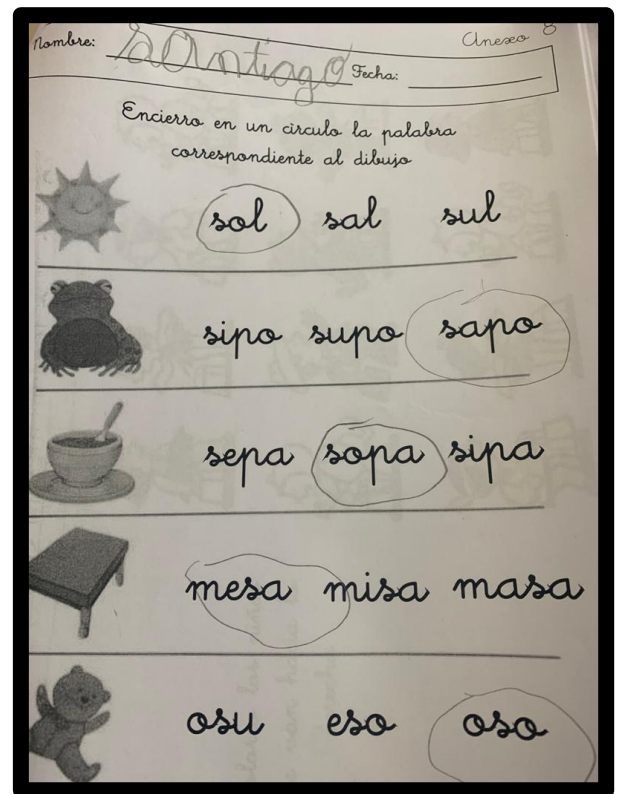 Anexo 8
Nombre: Santiago Fecha:
Encierro en un círculo la palabra
correspondiente al dibujo
sol sal sul
sipo supo sapo
sepa sopa sipa
mesa misa masa
osu eso oso